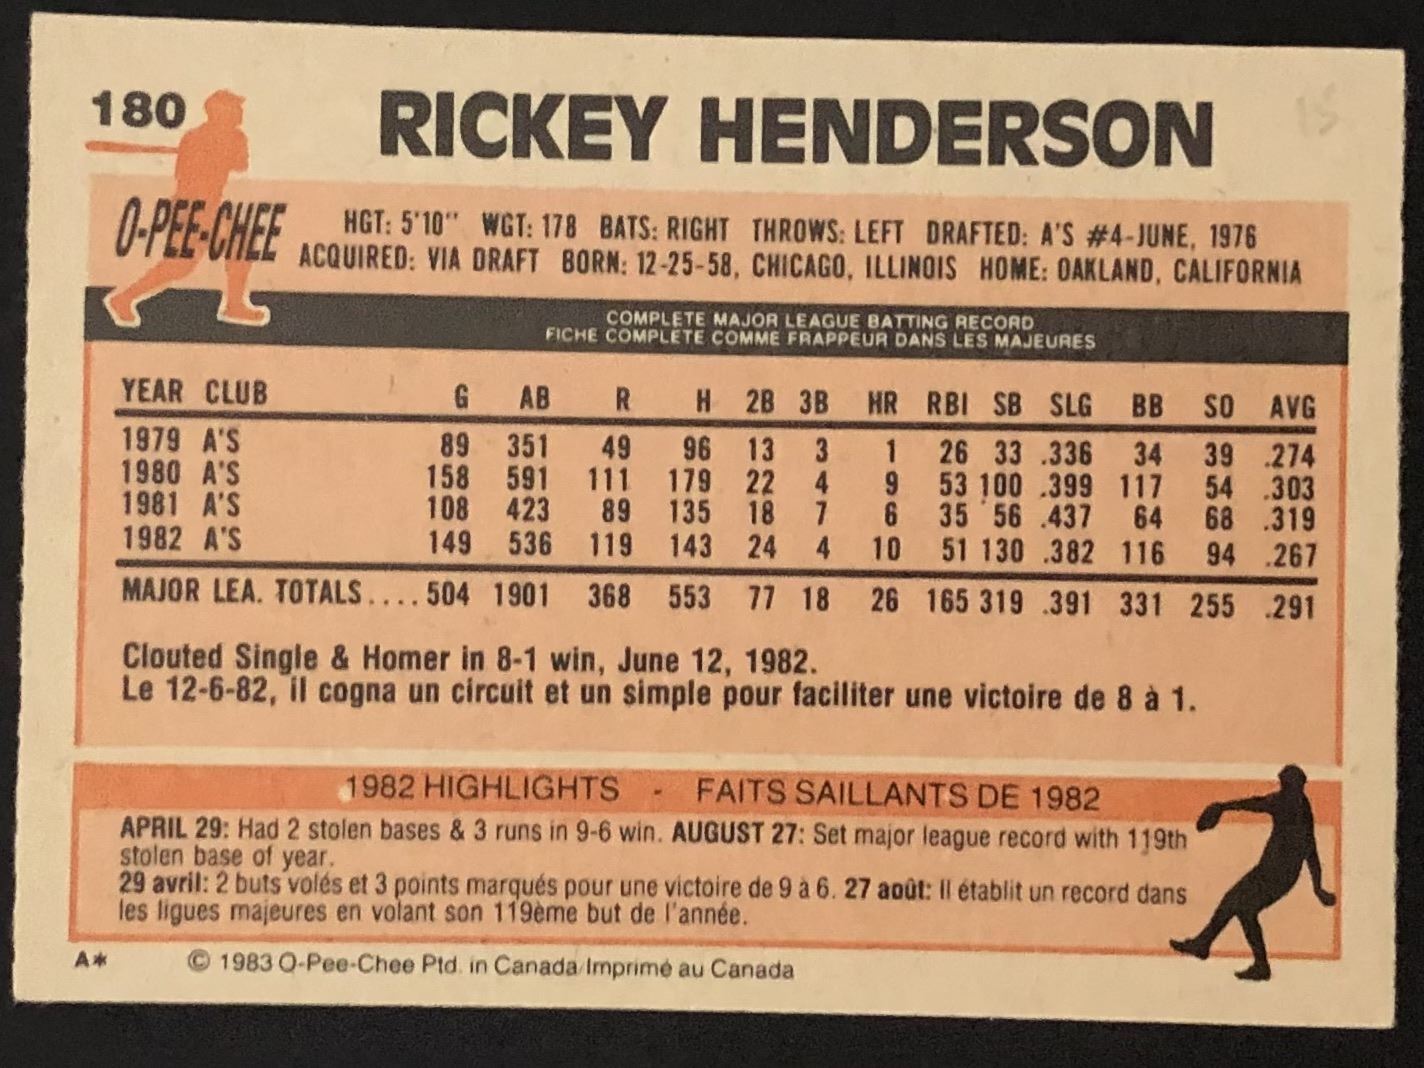 180
RICKEY HENDERSON
15
O-PEE-CHEE
HGT: 5'10" WGT: 178 BATS: RIGHT THROWS: LEFT DRAFTED: A'S #4-JUNE, 1976
ACQUIRED: VIA DRAFT BORN: 12-25-58, CHICAGO, ILLINOIS HOME: OAKLAND, CALIFORNIA
COMPLETE MAJOR LEAGUE BATTING RECORD
FICHE COMPLETE COMME FRAPPEUR DANS LES MAJEURES
YEAR CLUB G AB R H 2B 3B HR RBI SB SLG BB SO AVG
1979 A'S 89 351 49 96 13 3 1 26 33 .336 34 39 .274
1980 A'S 158 591 111 179 22 4 9 53 100 .399 117 54 .303
1981 A'S 108 423 89 135 18 7 6 35 56 .437 64 68 .319
1982 A'S 149 536 119 143 24 4 10 51 130 .382 116 94 .267
MAJOR LEA. TOTALS.... 504 1901 368 553 77 18 26 165 319 .391 331 255 .291
Clouted Single & Homer in 8-1 win, June 12, 1982.
Le 12-6-82, il cogna un circuit et un simple pour faciliter une victoire de 8 à 1.
1982 HIGHLIGHTS - FAITS SAILLANTS DE 1982
APRIL 29: Had 2 stolen bases & 3 runs in 9-6 win. AUGUST 27: Set major league record with 119th
stolen base of year.
29 avril: 2 buts volés et 3 points marqués pour une victoire de 9 à 6. 27 août: Il établit un record dans
les ligues majeures en volant son 119ème but de l'année.
A* © 1983 O-Pee-Chee Ptd. in Canada/Imprimé au Canada